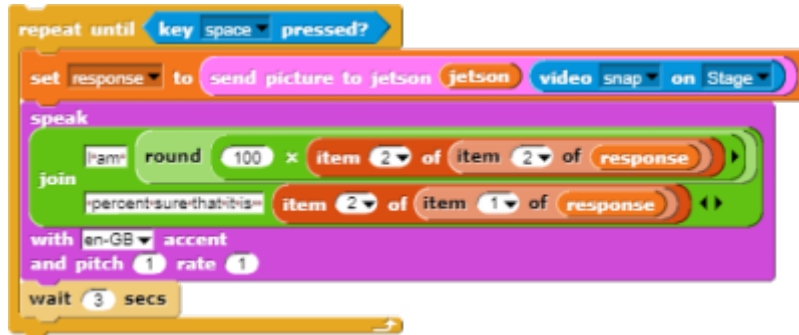 repeat until key space pressed?
set response to send picture to jetson jetson video snap on Stage
speak
I am round 100 × item 2 of item 2 of response
join
percent sure that it is item 2 of item 1 of response
with en-GB accent
and pitch 1 rate 1
wait 3 secs